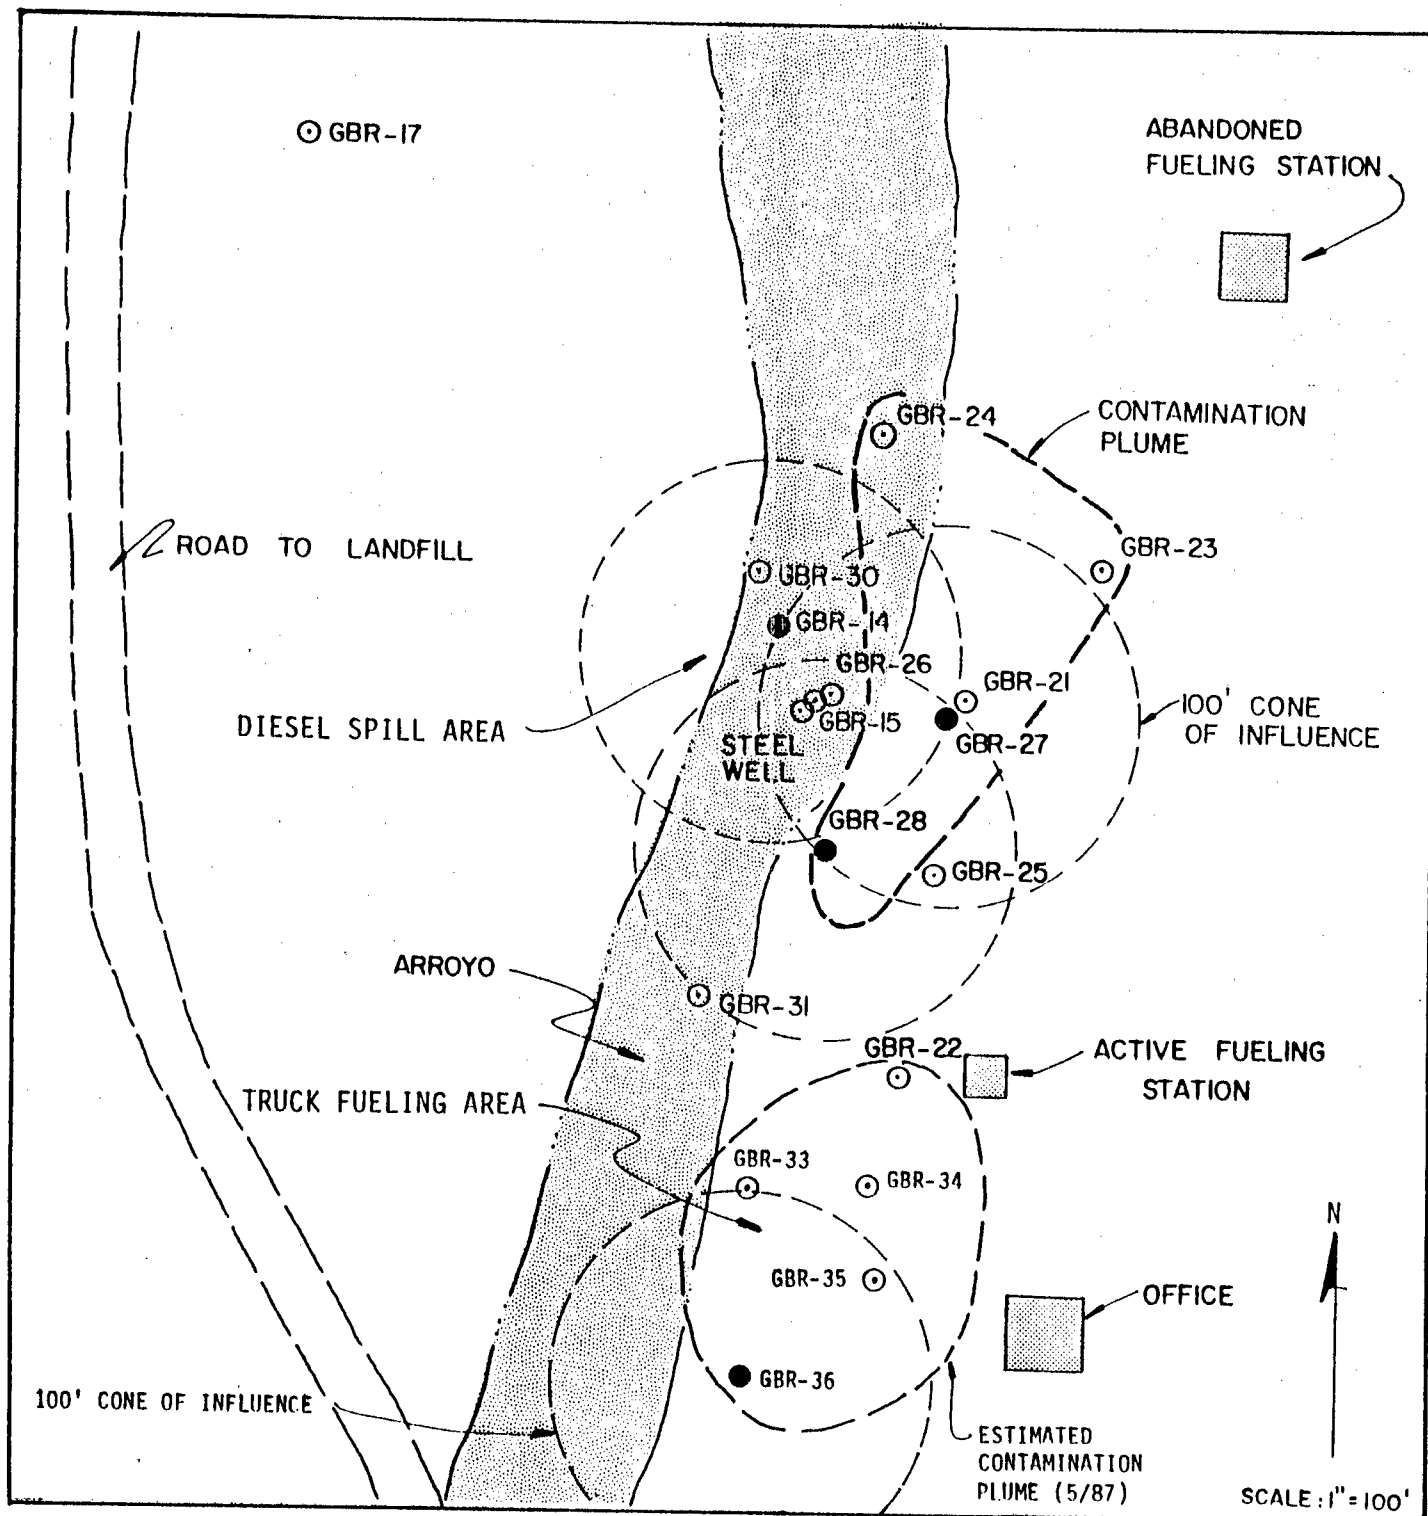 GBR-17
ABANDONED
FUELING STATION
GBR-24
CONTAMINATION
PLUME
ROAD TO LANDFILL
GBR-23
GBR-30
GBR-14
GBR-26
GBR-21
DIESEL SPILL AREA
GBR-15
100' CONE
OF INFLUENCE
STEEL
WELL
GBR-27
GBR-28
GBR-25
ARROYO
GBR-31
GBR-22
ACTIVE FUELING
STATION
TRUCK FUELING AREA
GBR-33
GBR-34
N
GBR-35
OFFICE
GBR-36
100' CONE OF INFLUENCE
ESTIMATED
CONTAMINATION
PLUME (5/87)
SCALE: 1"=100'